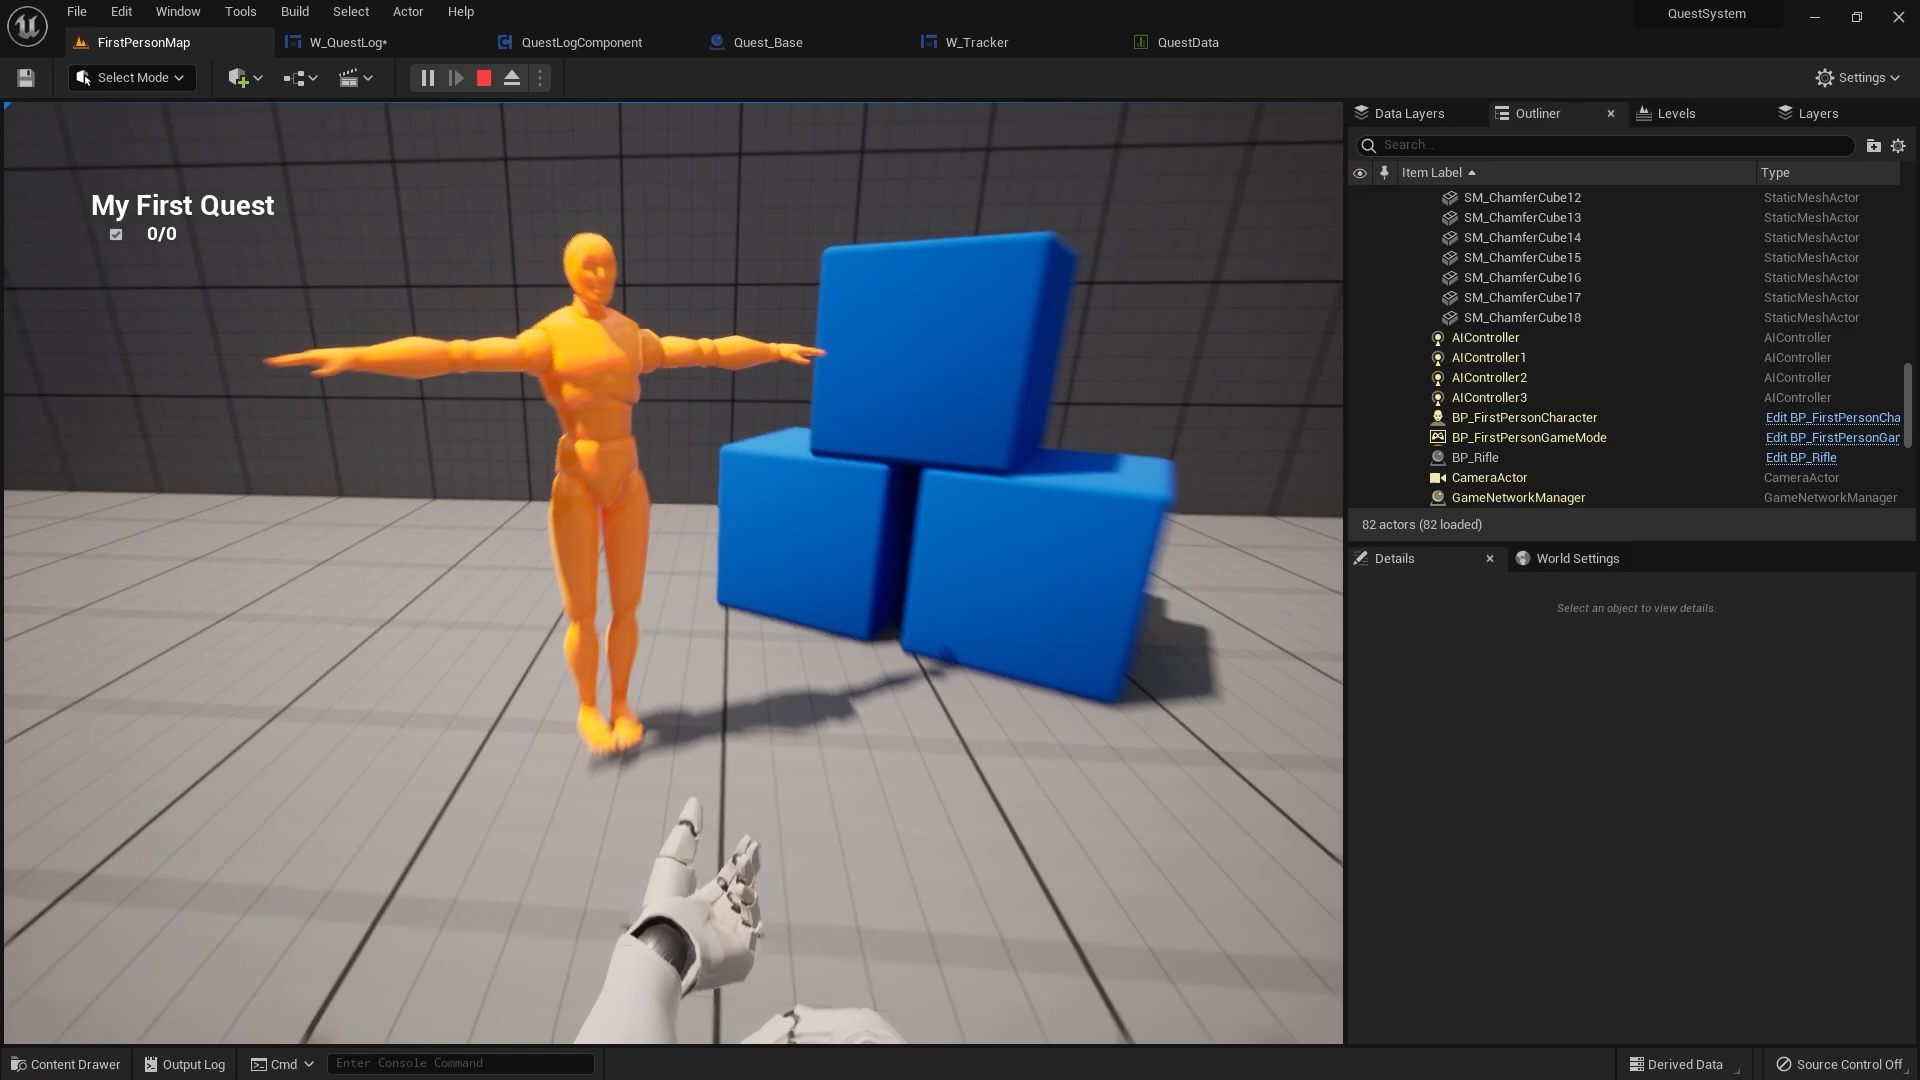 File Edit Window Tools Build Select Actor Help
QuestSystem
FirstPersonMap
W_QuestLog*
QuestLogComponent
Quest_Base
W_Tracker
QuestData
Select Mode
Settings
My First Quest
0/0
Data Layers
Outliner
Levels
Layers
Search...
Item Label
Type
SM_ChamferCube12 StaticMeshActor
SM_ChamferCube13 StaticMeshActor
SM_ChamferCube14 StaticMeshActor
SM_ChamferCube15 StaticMeshActor
SM_ChamferCube16 StaticMeshActor
SM_ChamferCube17 StaticMeshActor
SM_ChamferCube18 StaticMeshActor
AIController AIController
AIController1 AIController
AIController2 AIController
AIController3 AIController
BP_FirstPersonCharacter Edit BP_FirstPersonCha
BP_FirstPersonGameMode Edit BP_FirstPersonGar
BP_Rifle Edit BP_Rifle
CameraActor CameraActor
GameNetworkManager GameNetworkManager
82 actors (82 loaded)
Details
World Settings
Select an object to view details.
Content Drawer
Output Log
Cmd
Enter Console Command
Derived Data
Source Control Off